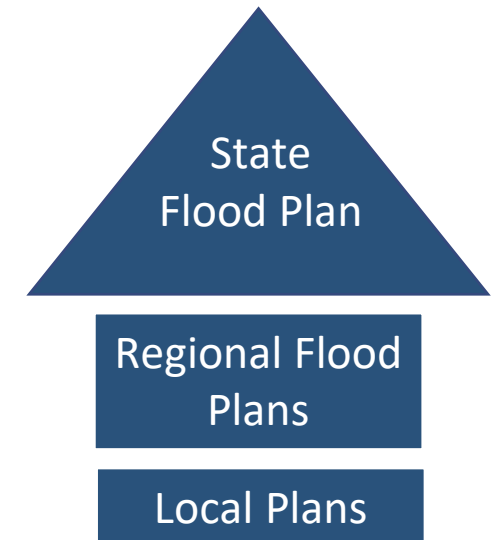 State
Flood Plan
Regional Flood
Plans
Local Plans